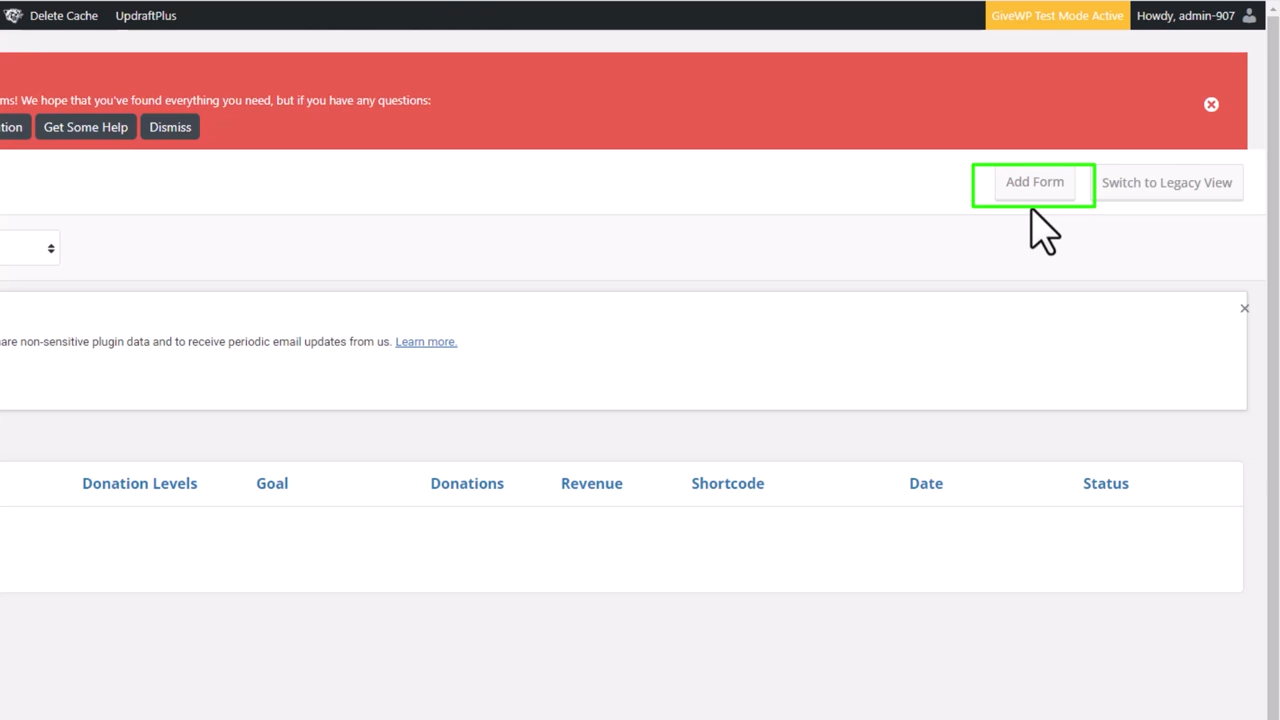 Delete Cache UpdraftPlus GiveWP Test Mode Active Howdy, admin-907
ms! We hope that you've found everything you need, but if you have any questions:
tion Get Some Help Dismiss
Add Form Switch to Legacy View
are non-sensitive plugin data and to receive periodic email updates from us. Learn more.
Donation Levels Goal Donations Revenue Shortcode Date Status